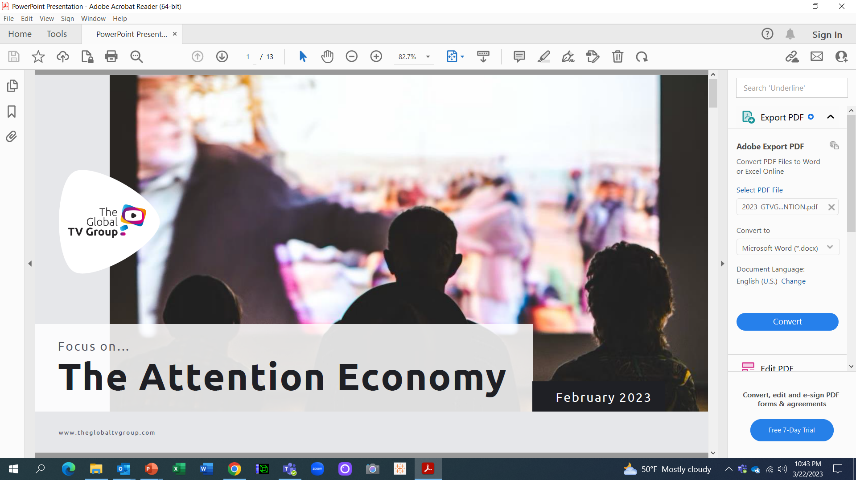 PowerPoint Presentation - Adobe Acrobat Reader (64-bit)
File Edit View Sign Window Help
Home Tools PowerPoint Present... × Sign In
1 / 13 82.7%
The
Global
TV Group
Focus on...
The Attention Economy
February 2023
www.theglobaltvgroup.com
Search 'Underline'
Export PDF
Adobe Export PDF
Convert PDF Files to Word
or Excel Online
Select PDF File
2023-GTVG...NTION.pdf
Convert to
Microsoft Word (*.docx)
Document Language:
English (U.S.) Change
Convert
Edit PDF
Convert, edit and e-sign PDF
forms & agreements
Free 7-Day Trial
50°F Mostly cloudy
10:43 PM
3/22/2023